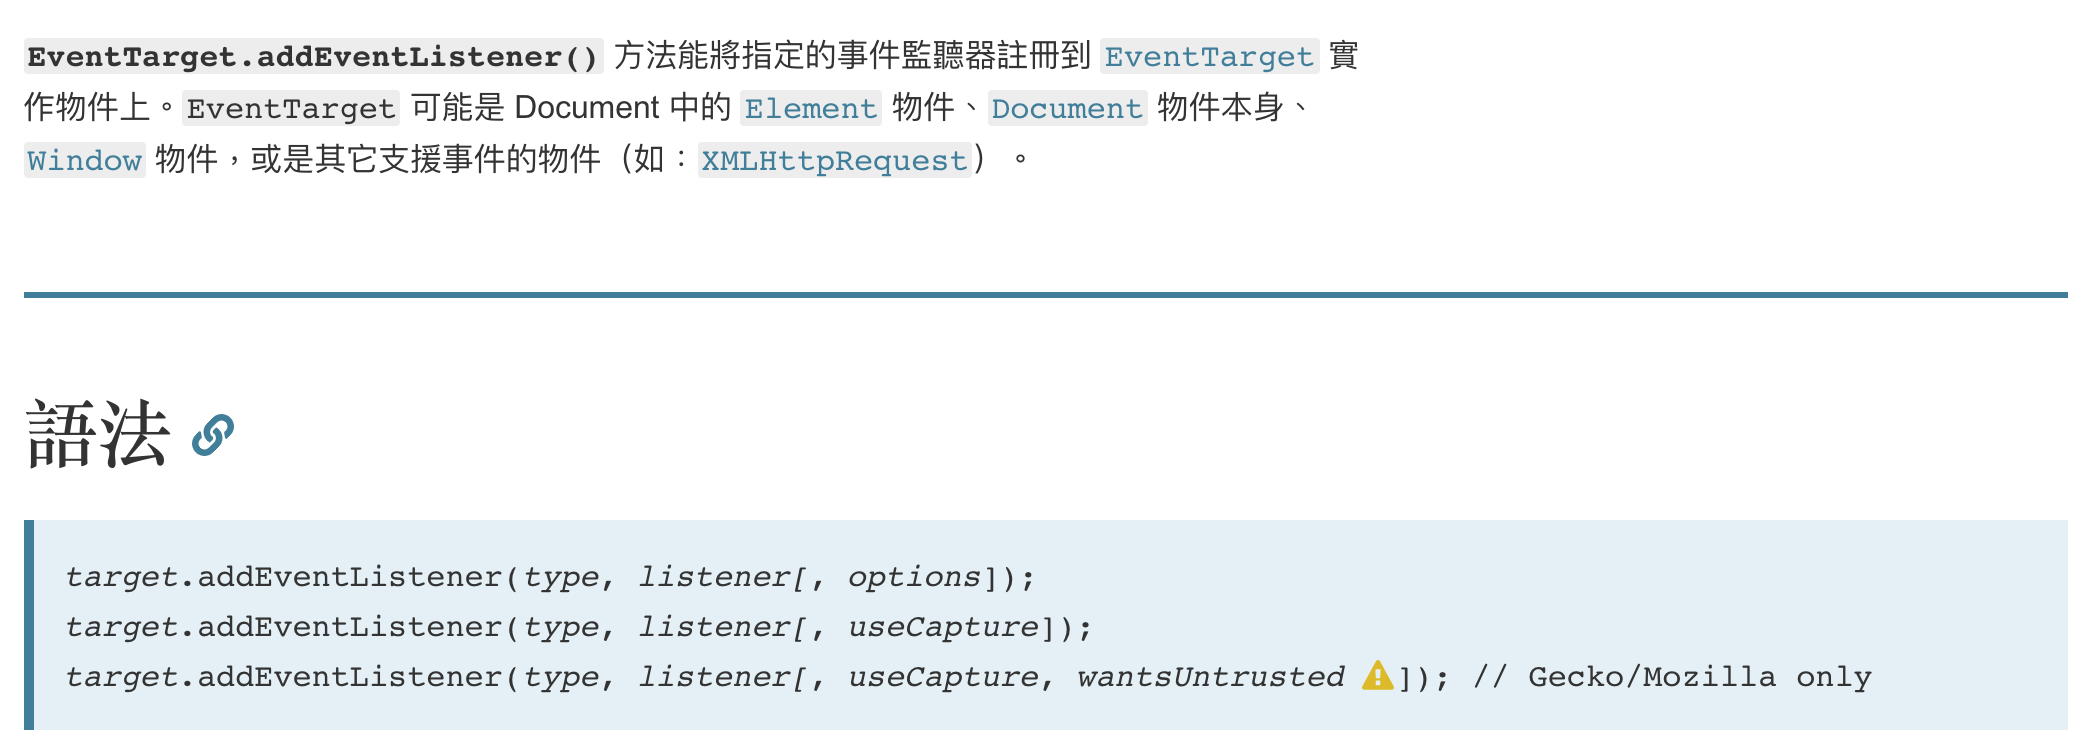 EventTarget.addEventListener() 方法能將指定的事件監聽器註冊到 EventTarget 實
作物件上。EventTarget 可能是 Document 中的 Element 物件、Document 物件本身、
Window 物件，或是其它支援事件的物件（如：XMLHttpRequest）。
語法
target.addEventListener(type, listener[, options]);
target.addEventListener(type, listener[, useCapture]);
target.addEventListener(type, listener[, useCapture, wantsUntrusted ]); // Gecko/Mozilla only